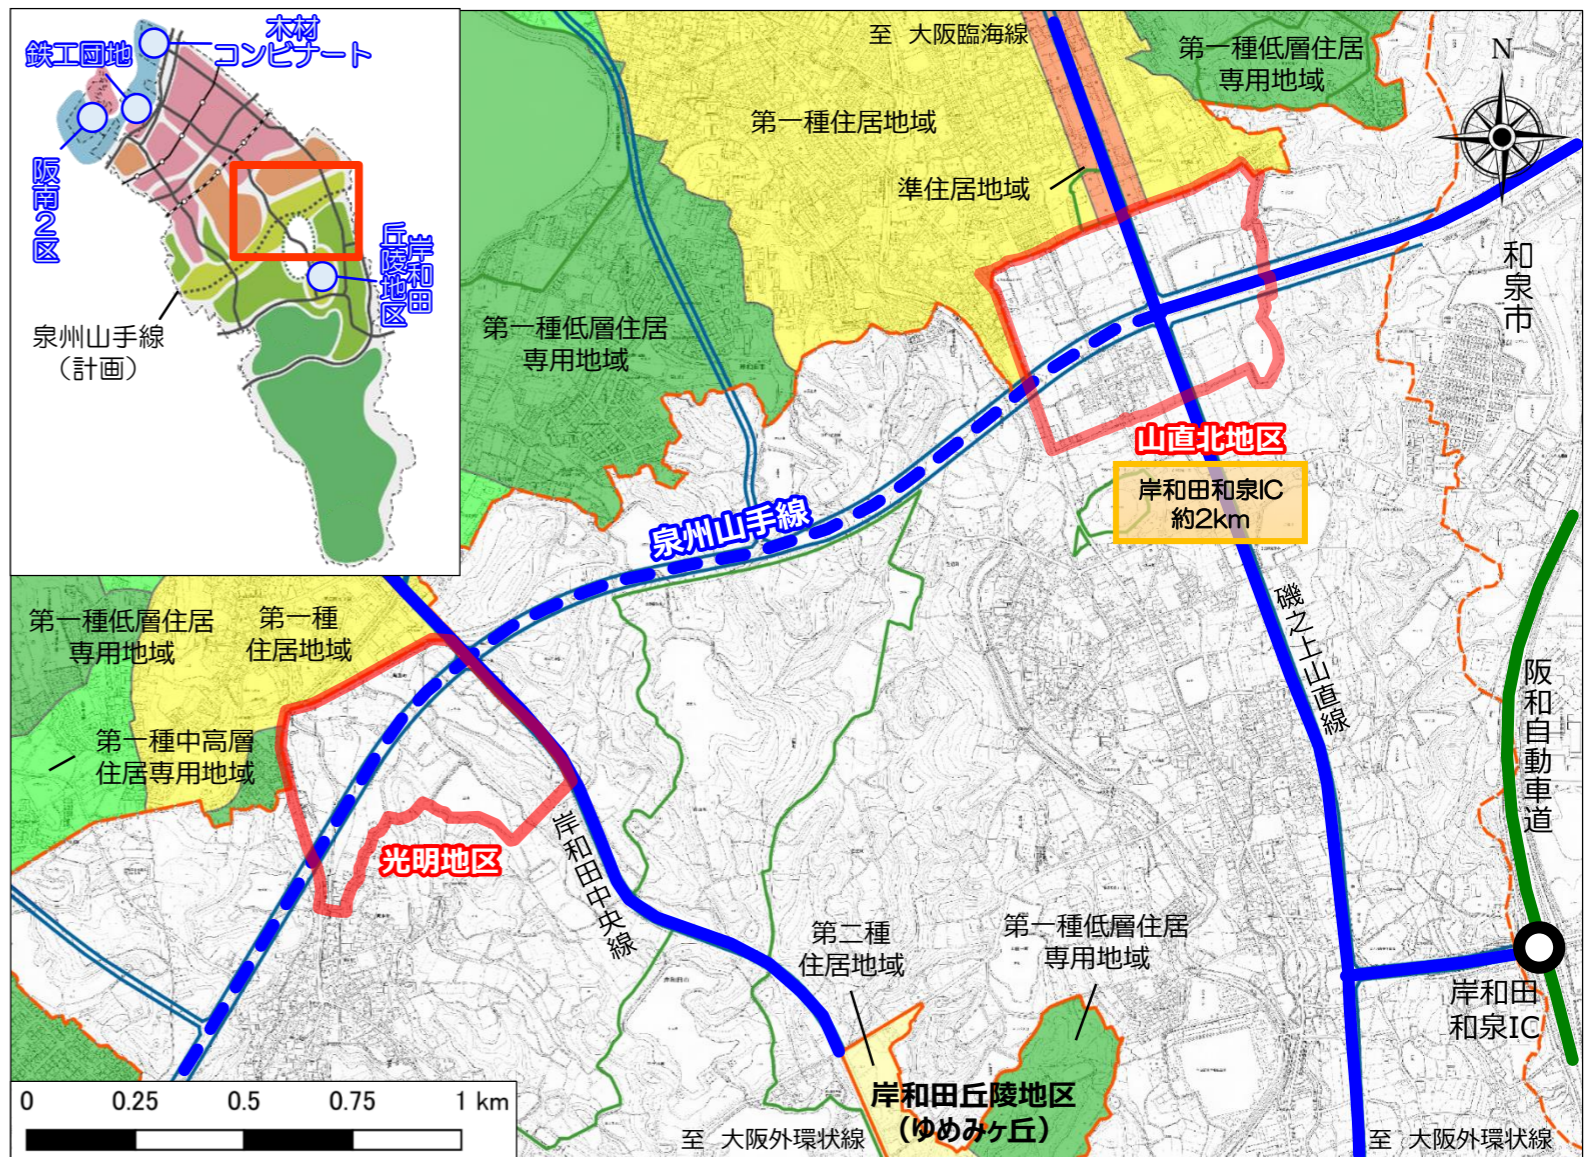 木材
コンビナート
鉄工団地
阪南2区
岸和田
丘陵地区
泉州山手線
(計画)
至 大阪臨海線
第一種低層住居
専用地域
N
第一種住居地域
準住居地域
和泉市
第一種低層住居
専用地域
山直北地区
岸和田和泉IC
約2km
泉州山手線
第一種低層住居
専用地域
第一種
住居地域
磯之上山直線
阪和自動車道
第一種中高層
住居専用地域
光明地区
岸和田中央線
第二種
住居地域
第一種低層住居
専用地域
岸和田
和泉IC
岸和田丘陵地区
(ゆめみヶ丘)
0 0.25 0.5 0.75 1 km
至 大阪外環状線
至 大阪外環状線